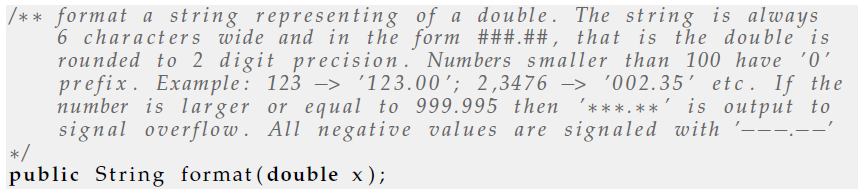 /** format a string representing of a double. The string is always
6 characters wide and in the form ###.##, that is the double is
rounded to 2 digit precision. Numbers smaller than 100 have '0'
prefix. Example: 123 —> '123.00'; 2,3476 —> '002.35' etc. If the
number is larger or equal to 999.995 then '***.**' is output to
signal overflow. All negative values are signaled with '−−−.−−'
*/
public String format(double x);